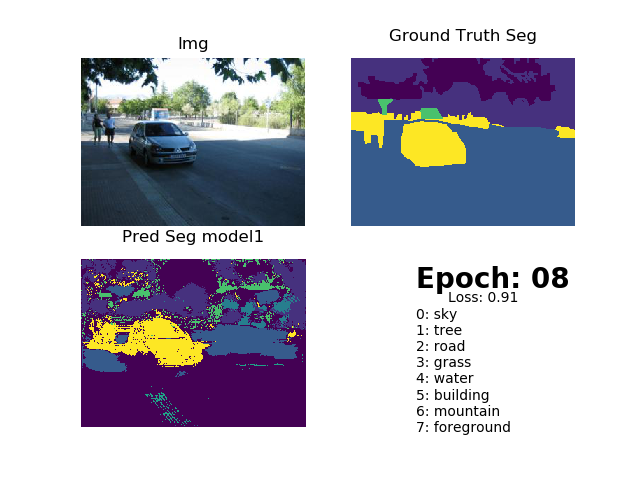 Img
Ground Truth Seg
Pred Seg model1
Epoch: 08
Loss: 0.91
0: sky
1: tree
2: road
3: grass
4: water
5: building
6: mountain
7: foreground